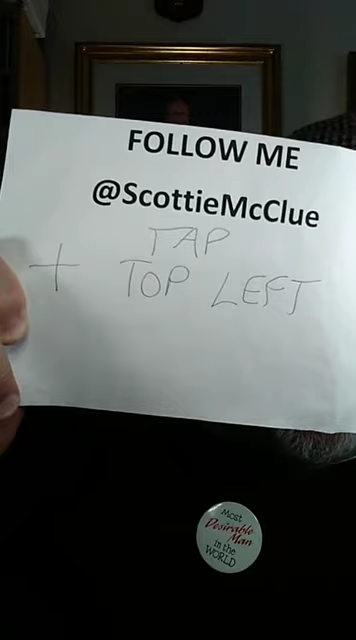 FOLLOW ME
@ScottieMcClue
TAP
+ TOP LEFT
Most
Desirable
Man
in the
WORLD